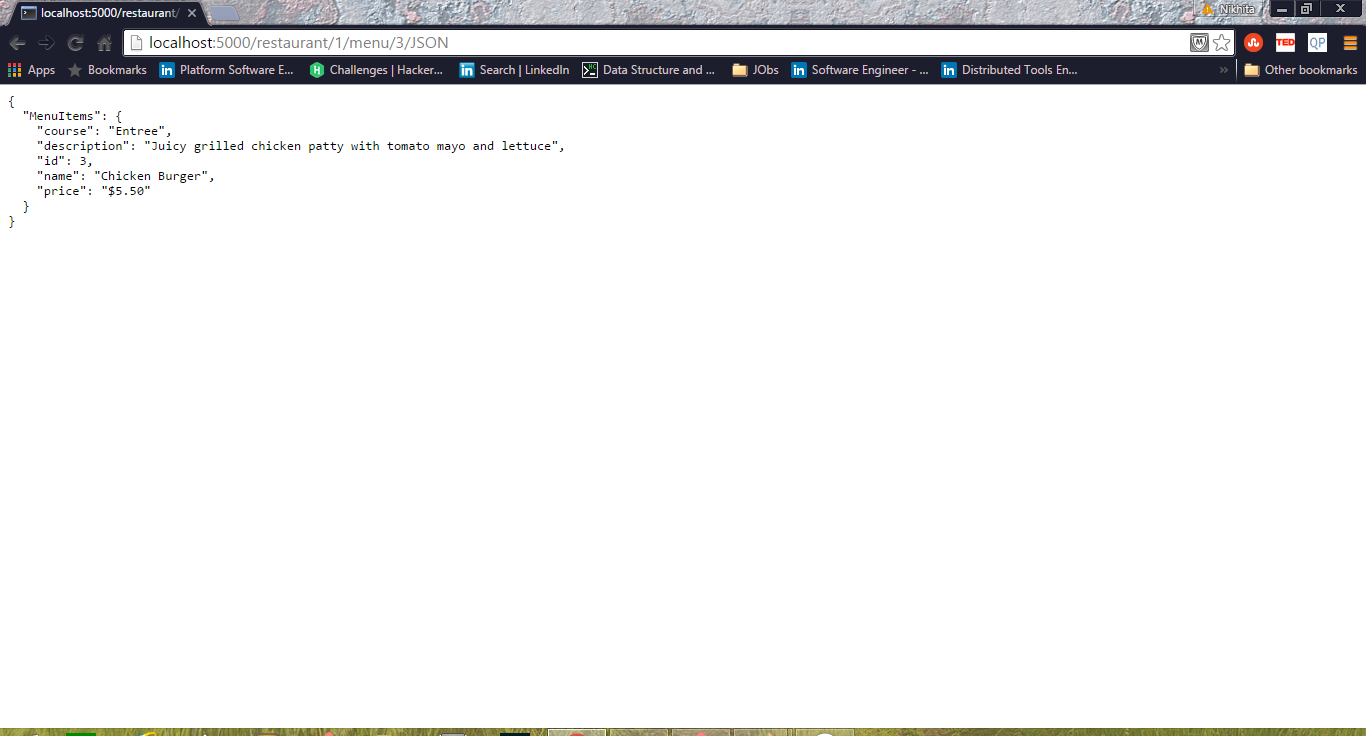 localhost:5000/restaurant/
Nikhita
localhost:5000/restaurant/1/menu/3/JSON
TED
QP
Apps
Bookmarks
Platform Software E...
Challenges | Hacker...
Search | LinkedIn
Data Structure and ...
JObs
Software Engineer - ...
Distributed Tools En...
»
Other bookmarks
{
"MenuItems": {
"course": "Entree",
"description": "Juicy grilled chicken patty with tomato mayo and lettuce",
"id": 3,
"name": "Chicken Burger",
"price": "$5.50"
}
}